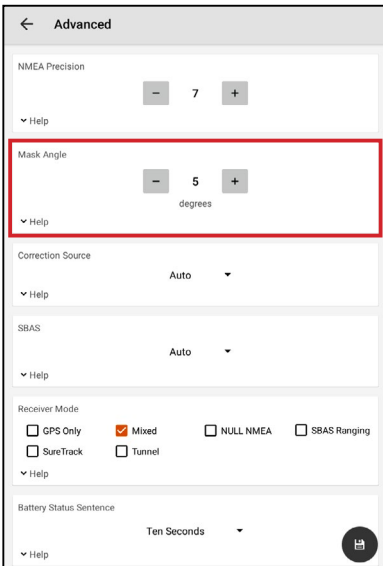 Advanced
NMEA Precision
− 7 +
Help
Mask Angle
− 5 +
degrees
Help
Correction Source
Auto
Help
SBAS
Auto
Help
Receiver Mode
GPS Only Mixed NULL NMEA SBAS Ranging
SureTrack Tunnel
Help
Battery Status Sentence
Ten Seconds
Help